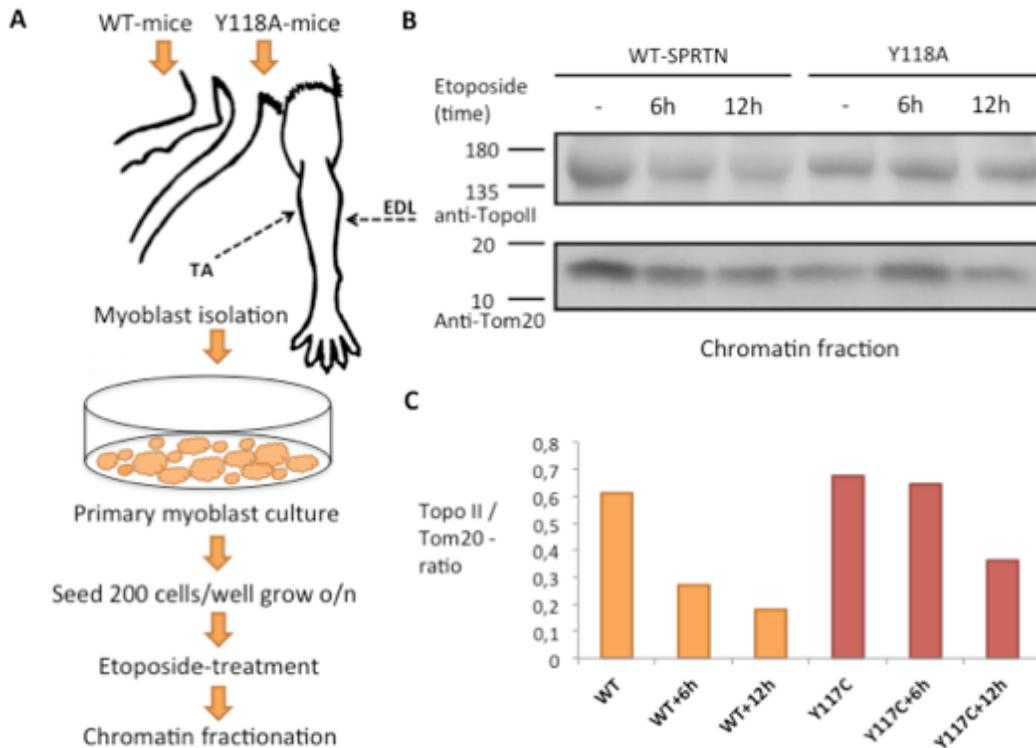 A
WT-mice Y118A-mice
EDL
TA
Myoblast isolation
Primary myoblast culture
Seed 200 cells/well grow o/n
Etoposide-treatment
Chromatin fractionation
B
WT-SPRTN Y118A
Etoposide
(time)
- 6h 12h - 6h 12h
180
135
anti-TopoII
20
10
Anti-Tom20
Chromatin fraction
C
Topo II /
Tom20 -
ratio
0,8
0,7
0,6
0,5
0,4
0,3
0,2
0,1
0
WT
WT+6h
WT+12h
Y117C
Y117C+6h
Y117C+12h